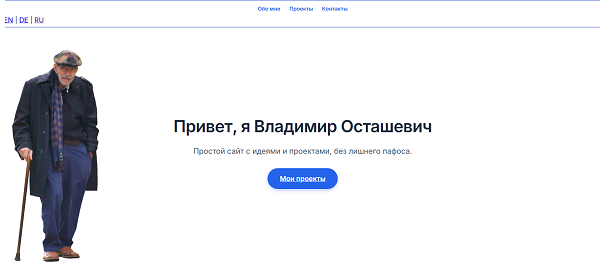 Обо мне Проекты Контакты
EN | DE | RU
Привет, я Владимир Осташевич
Простой сайт с идеями и проектами, без лишнего пафоса.
Мои проекты